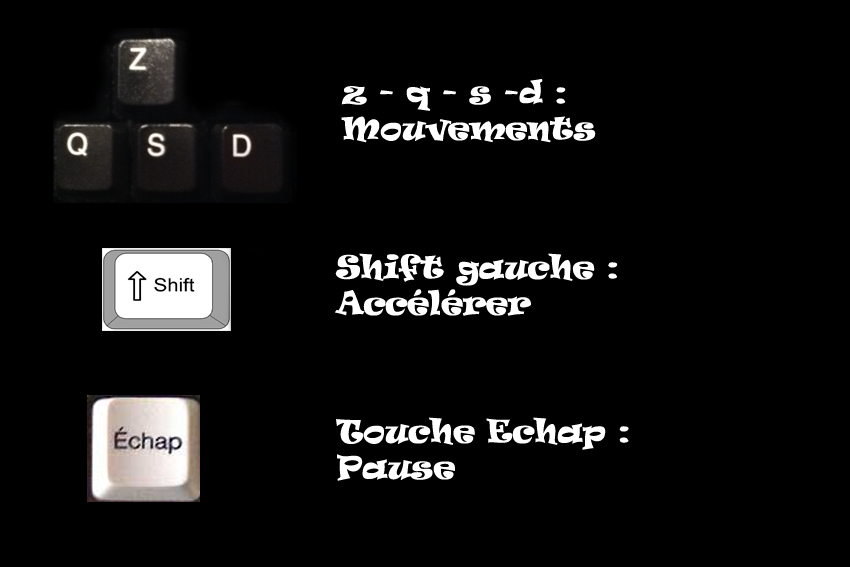 Z
Q S D
z - q - s -d :
Mouvements
⇧ Shift
Shift gauche :
Accélérer
Échap
Touche Echap :
Pause